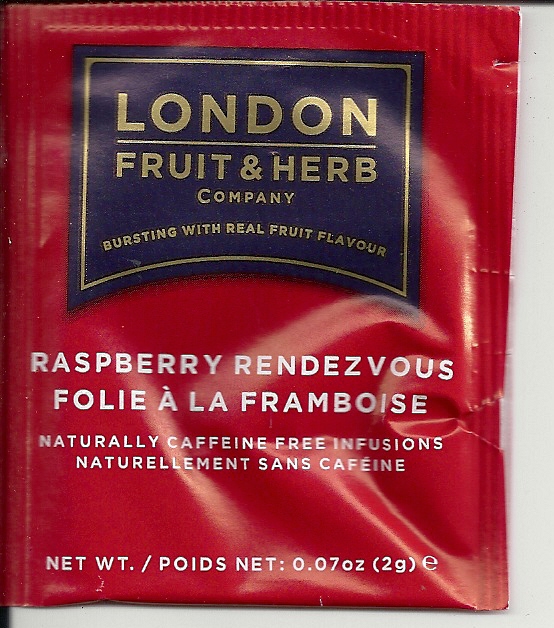 LONDON
FRUIT & HERB
COMPANY
BURSTING WITH REAL FRUIT FLAVOUR
RASPBERRY RENDEZVOUS
FOLIE À LA FRAMBOISE
NATURALLY CAFFEINE FREE INFUSIONS
NATURELLEMENT SANS CAFÉINE
NET WT. / POIDS NET: 0.07oz (2g) ℮